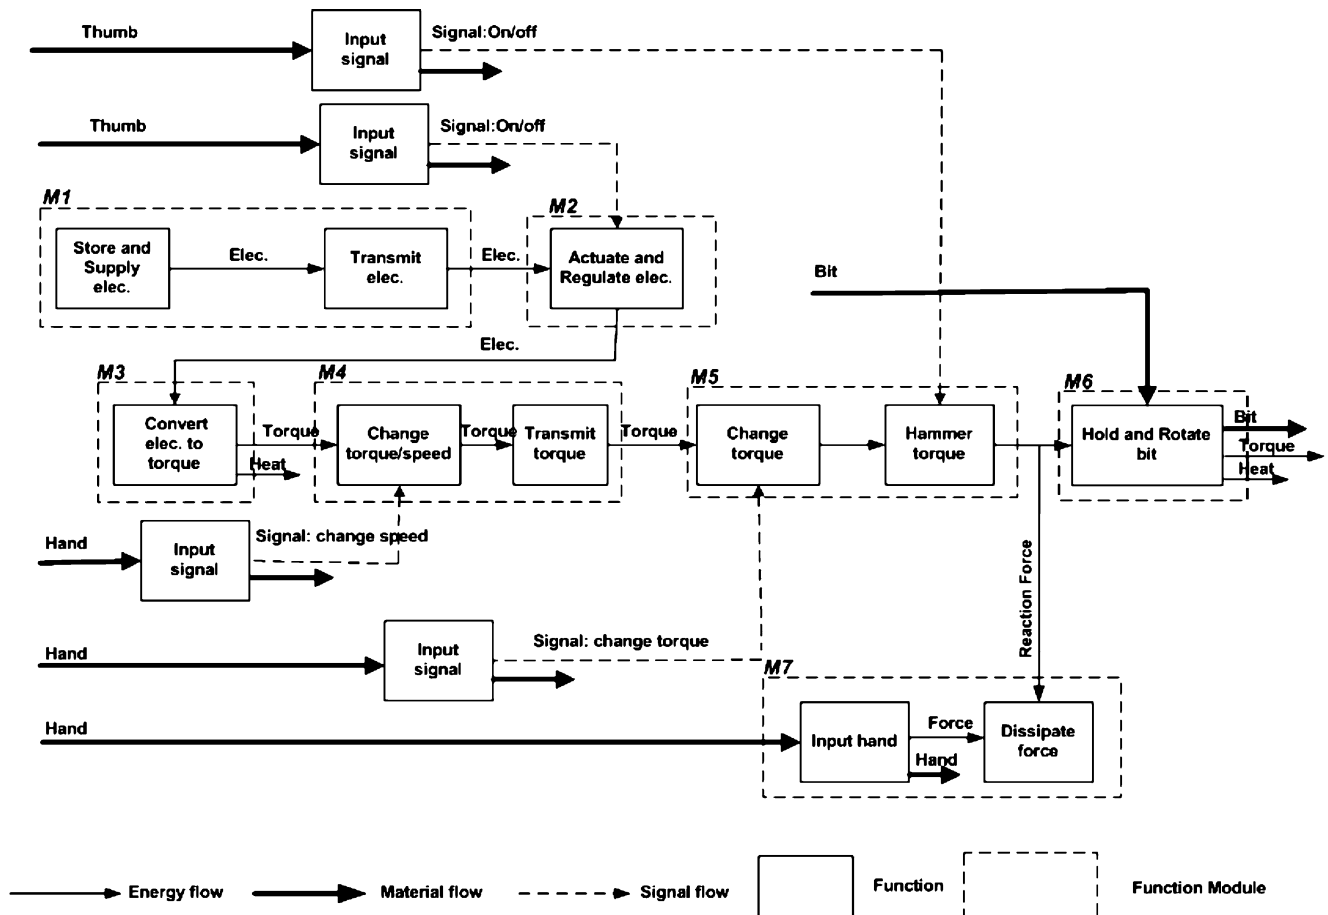 Thumb
Input
signal
Signal:On/off
Thumb
Input
signal
Signal:On/off
M1
Store and
Supply
elec.
Elec.
Transmit
elec.
Elec.
M2
Actuate and
Regulate elec.
Bit
Elec.
M3
Convert
elec. to
torque
Torque
Heat
M4
Change
torque/speed
Torque
Transmit
torque
Torque
M5
Change
torque
Hammer
torque
M6
Hold and Rotate
bit
Bit
Torque
Heat
Hand
Input
signal
Signal: change speed
Reaction Force
Hand
Input
signal
Signal: change torque
M7
Hand
Input hand
Force
Hand
Dissipate
force
Energy flow
Material flow
Signal flow
Function
Function Module